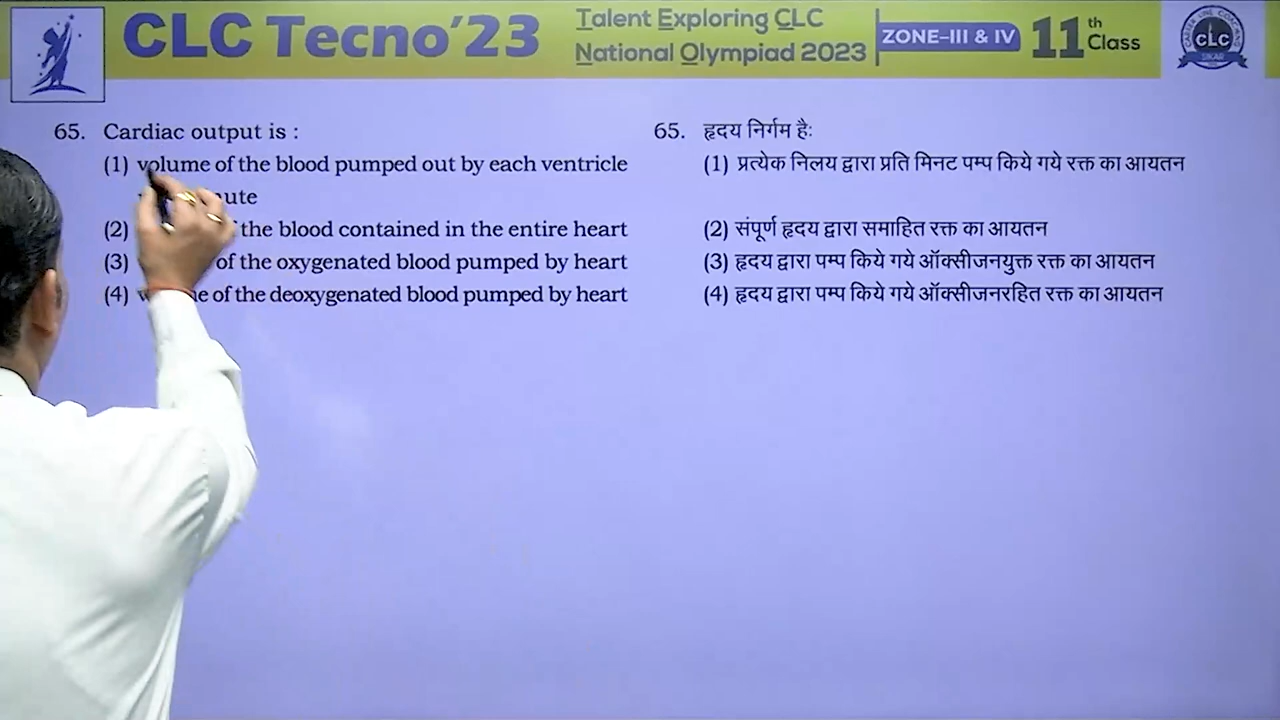 CLC Tecno’23
Talent Exploring CLC
National Olympiad 2023
ZONE–III & IV
11th Class
CLC
65. Cardiac output is :
(1) volume of the blood pumped out by each ventricle
(2) the blood contained in the entire heart
(3) of the oxygenated blood pumped by heart
(4) of the deoxygenated blood pumped by heart
65. हृदय निर्गम है:
(1) प्रत्येक निलय द्वारा प्रति मिनट पम्प किये गये रक्त का आयतन
(2) संपूर्ण हृदय द्वारा समाहित रक्त का आयतन
(3) हृदय द्वारा पम्प किये गये ऑक्सीजनयुक्त रक्त का आयतन
(4) हृदय द्वारा पम्प किये गये ऑक्सीजनरहित रक्त का आयतन